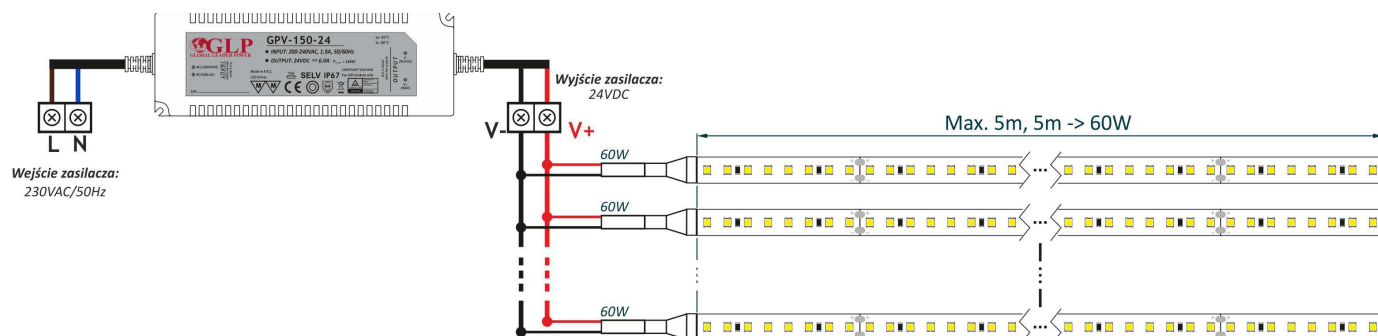 GLP
GLOBAL LEADER POWER
GPV-150-24
INPUT: 200-240VAC, 1.9A, 50/60Hz
OUTPUT: 24VDC ⎓ 6.0A
SELV IP67
OUTPUT
L N
Wejście zasilacza:
230VAC/50Hz
Wyjście zasilacza:
24VDC
V- V+
Max. 5m, 5m -> 60W
60W
60W
60W